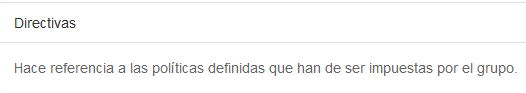 Directivas
Hace referencia a las políticas definidas que han de ser impuestas por el grupo.